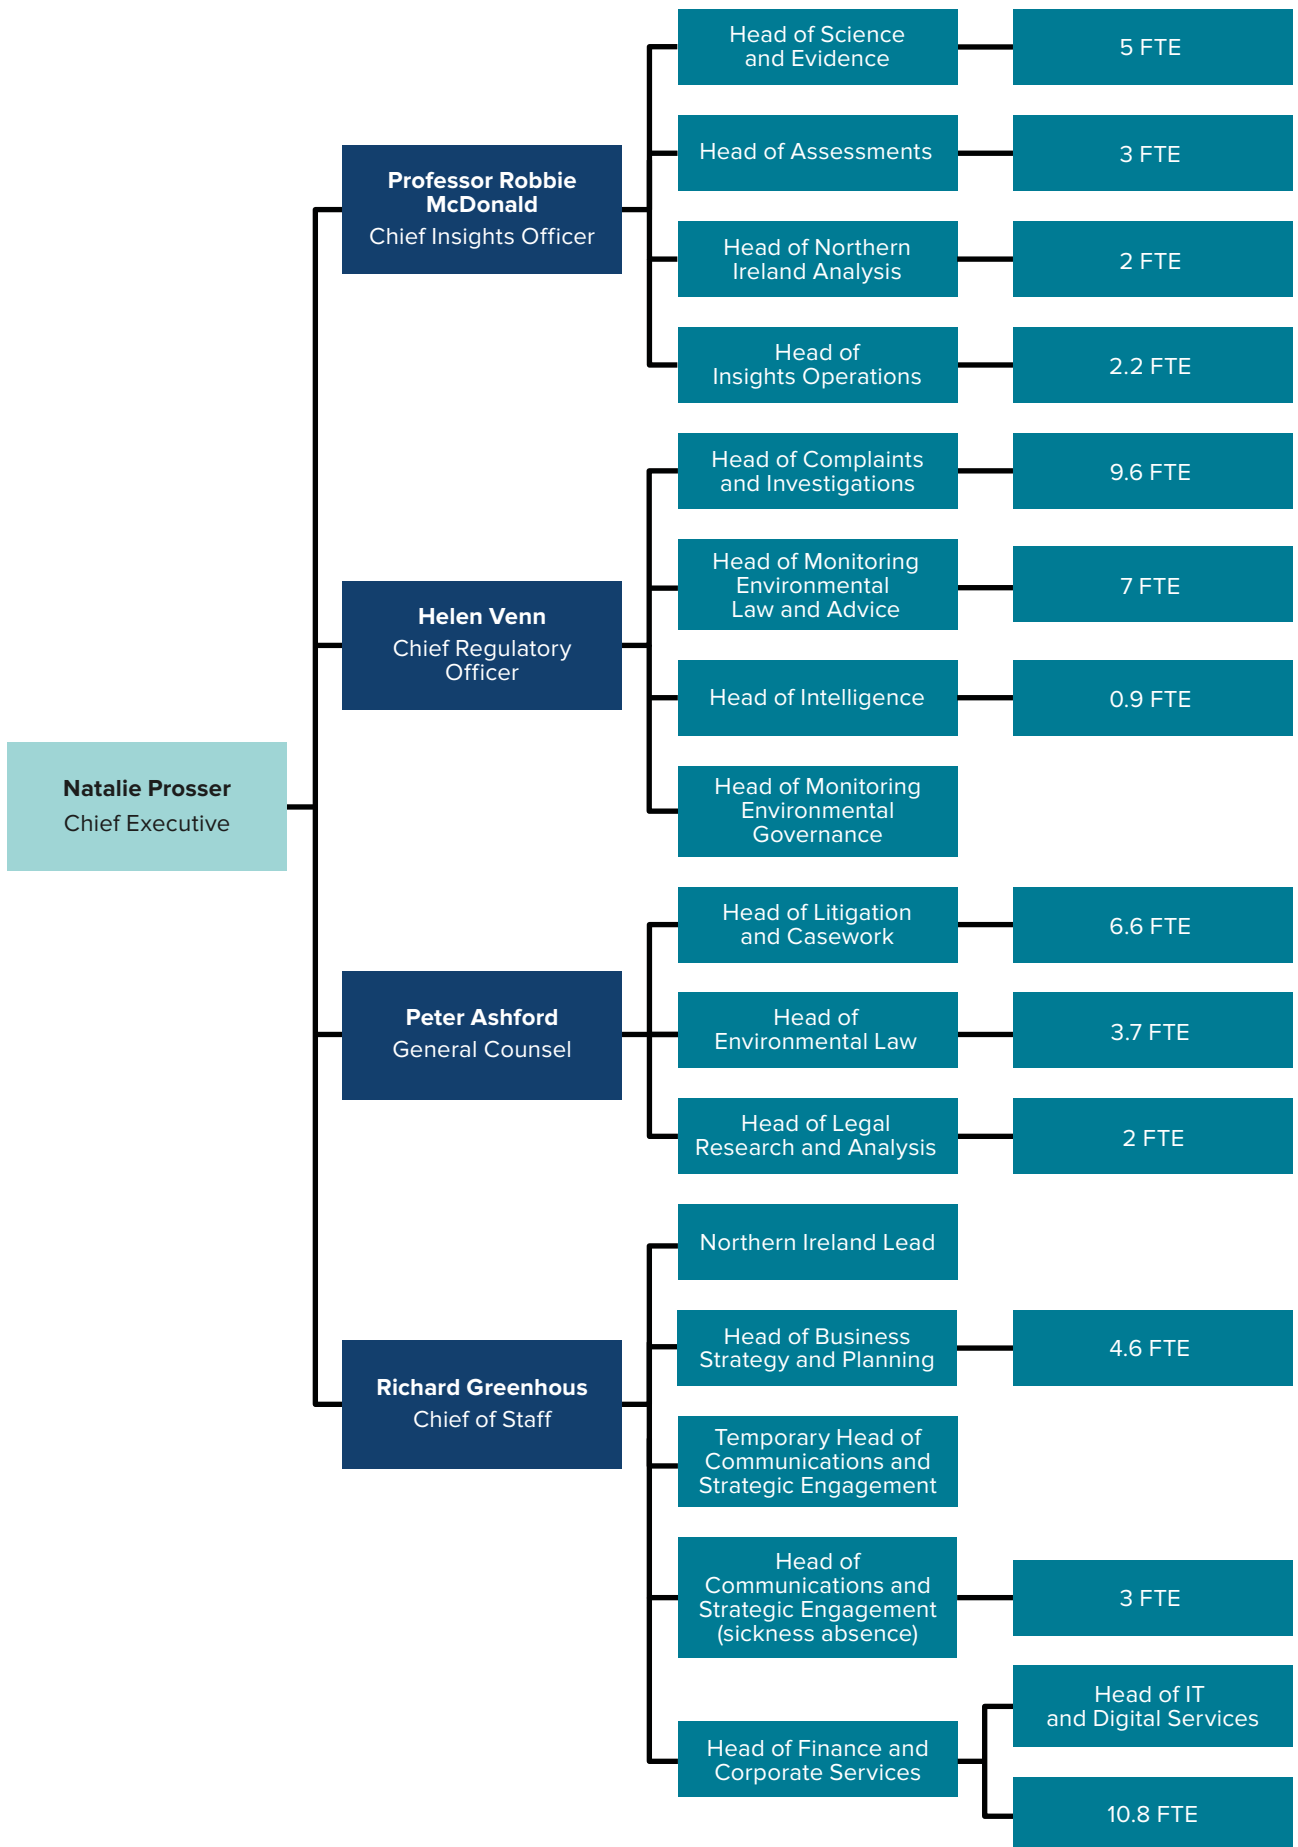 Head of Science
and Evidence
5 FTE
Head of Assessments
3 FTE
Professor Robbie
McDonald
Chief Insights Officer
Head of Northern
Ireland Analysis
2 FTE
Head of
Insights Operations
2.2 FTE
Head of Complaints
and Investigations
9.6 FTE
Head of Monitoring
Environmental
Law and Advice
7 FTE
Helen Venn
Chief Regulatory
Officer
Head of Intelligence
0.9 FTE
Head of Monitoring
Environmental
Governance
Natalie Prosser
Chief Executive
Head of Litigation
and Casework
6.6 FTE
Peter Ashford
General Counsel
Head of
Environmental Law
3.7 FTE
Head of Legal
Research and Analysis
2 FTE
Northern Ireland Lead
Head of Business
Strategy and Planning
4.6 FTE
Richard Greenhous
Chief of Staff
Temporary Head of
Communications and
Strategic Engagement
Head of
Communications and
Strategic Engagement
(sickness absence)
3 FTE
Head of Finance and
Corporate Services
Head of IT
and Digital Services
10.8 FTE